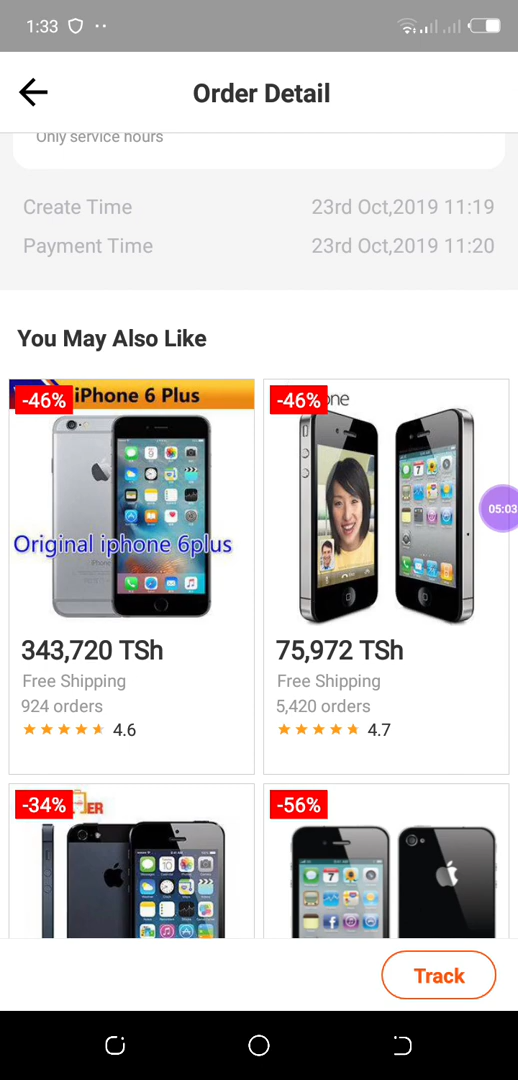 1:33
Order Detail
Only service hours
Create Time 23rd Oct,2019 11:19
Payment Time 23rd Oct,2019 11:20
You May Also Like
-46% iPhone 6 Plus
Original iphone 6plus
343,720 TSh
Free Shipping
924 orders
4.6
-46%
75,972 TSh
Free Shipping
5,420 orders
4.7
05:03
-34%
-56%
Track